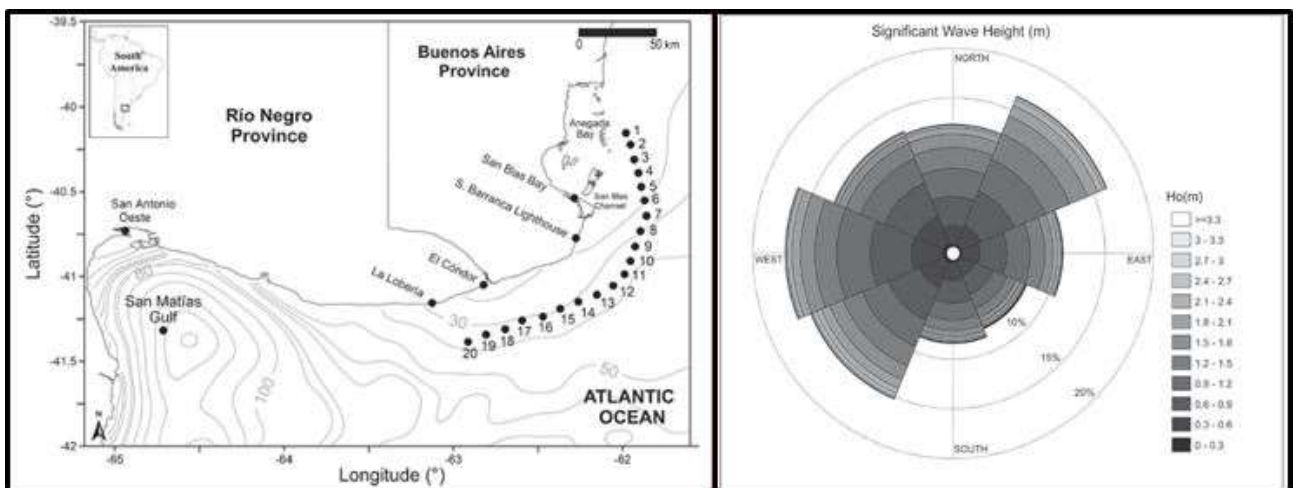 -39.5
-40
-40.5
-41
-41.5
-42
Latitude (°)
South
America
Buenos Aires
Province
0 50 km
Río Negro
Province
Anegada
Bay
San Blas Bay
San Blas
Channel
S. Barranca Lighthouse
San Antonio
Oeste
El Cóndor
La Lobería
San Matías
Gulf
80
100
30
50
1
2
3
4
5
6
7
8
9
10
11
12
13
14
15
16
17
18
19
20
ATLANTIC
OCEAN
N
-65 -64 -63 -62
Longitude (°)
Significant Wave Height (m)
NORTH
WEST
EAST
SOUTH
10%
15%
20%
Ho(m)
>=3.3
3 - 3.3
2.7 - 3
2.4 - 2.7
2.1 - 2.4
1.8 - 2.1
1.5 - 1.8
1.2 - 1.5
0.9 - 1.2
0.6 - 0.9
0.3 - 0.6
0 - 0.3